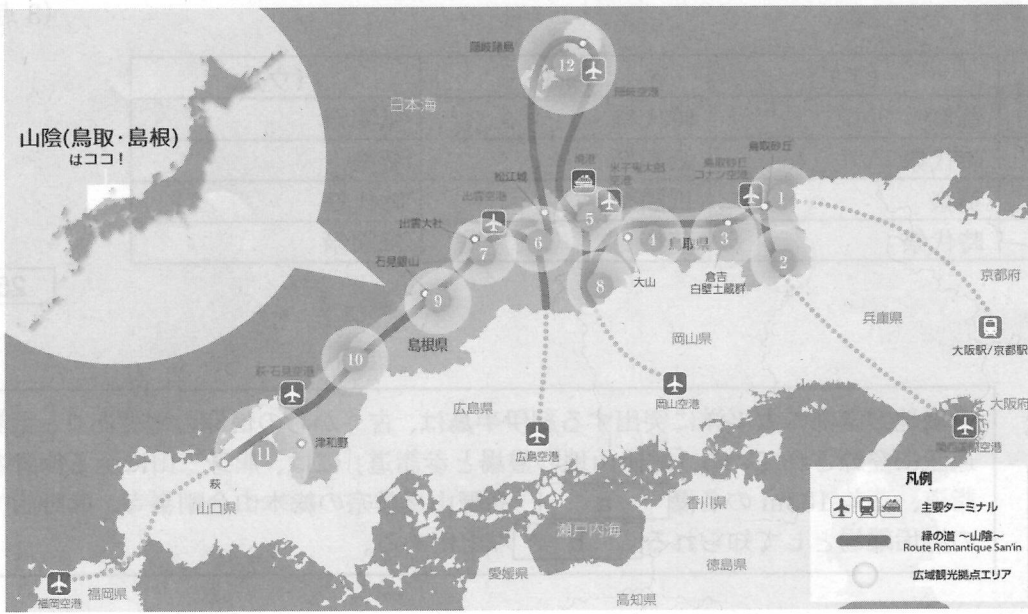 山陰(鳥取・島根)
はココ！
日本海
隠岐諸島
12
隠岐空港
鳥取砂丘
鳥取砂丘
コナン空港
1
境港
米子鬼太郎
空港
松江城
出雲空港
出雲大社
石見銀山
5
6
7
4
3
2
8
9
10
11
鳥取県
大山
倉吉
白壁土蔵群
島根県
萩・石見空港
津和野
萩
京都府
兵庫県
大阪駅/京都駅
岡山県
岡山空港
大阪府
広島県
広島空港
山口県
瀬戸内海
香川県
徳島県
愛媛県
高知県
福岡空港
福岡県
凡例
主要ターミナル
縁の道 ～山陰～
Route Romantique San'in
広域観光拠点エリア